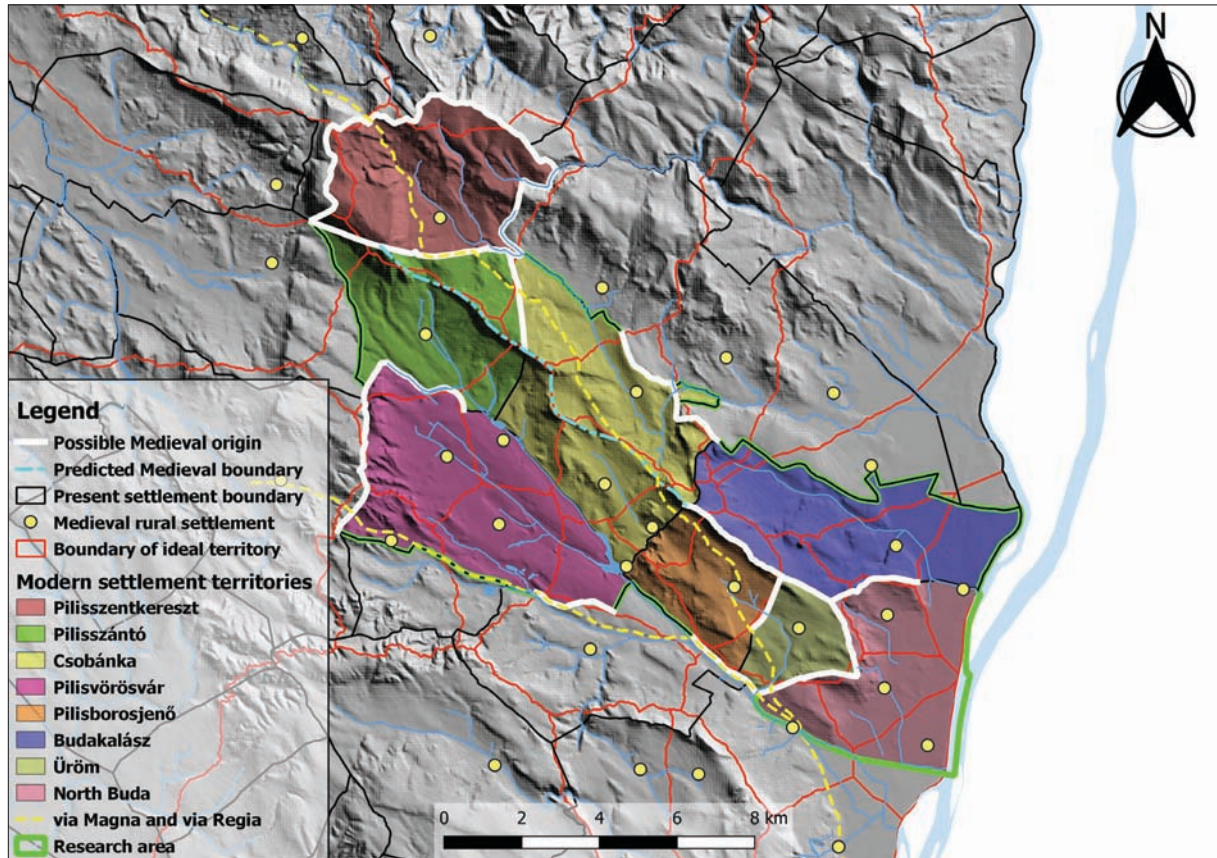 N
Legend
Possible Medieval origin
Predicted Medieval boundary
Present settlement boundary
Medieval rural settlement
Boundary of ideal territory
Modern settlement territories
Pilisszentkereszt
Pilisszántó
Csobánka
Pilisvörösvár
Pilisborosjenő
Budakalász
Üröm
North Buda
via Magna and via Regia
Research area
0 2 4 6 8 km